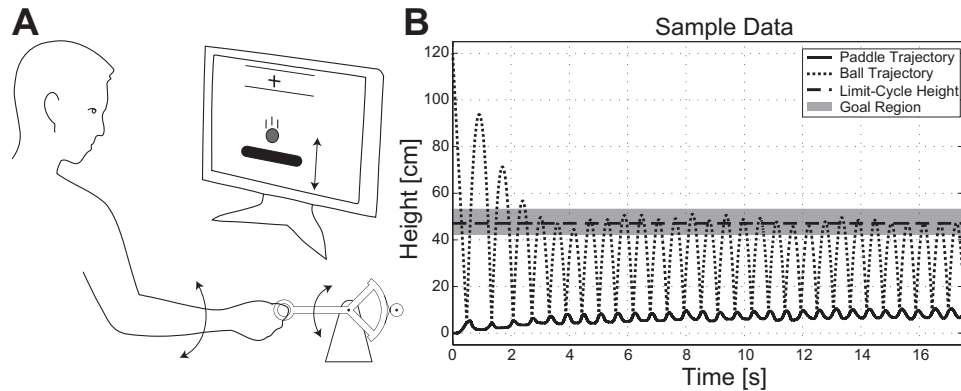 A
B
Sample Data
Paddle Trajectory
Ball Trajectory
Limit-Cycle Height
Goal Region
Height [cm]
120
100
80
60
40
20
0
0 2 4 6 8 10 12 14 16
Time [s]